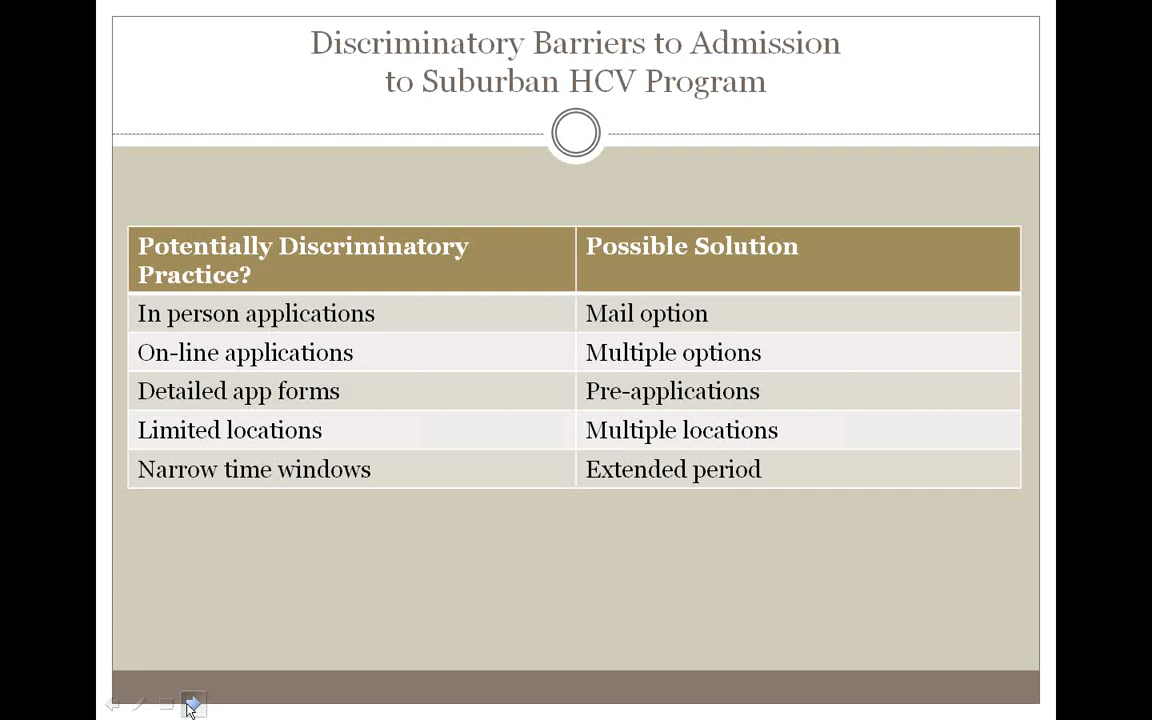 Discriminatory Barriers to Admission
to Suburban HCV Program
Potentially Discriminatory
Practice?
Possible Solution
In person applications
Mail option
On-line applications
Multiple options
Detailed app forms
Pre-applications
Limited locations
Multiple locations
Narrow time windows
Extended period